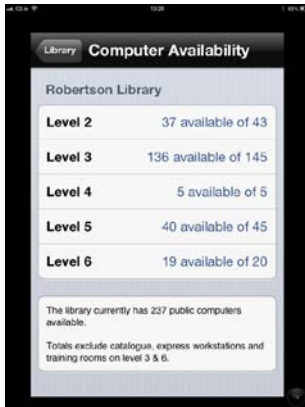 13:29
Library
Computer Availability
Robertson Library
Level 2 37 available of 43
Level 3 136 available of 145
Level 4 5 available of 5
Level 5 40 available of 45
Level 6 19 available of 20
The library currently has 237 public computers
available.
Totals exclude catalogue, express workstations and
training rooms on level 3 & 6.